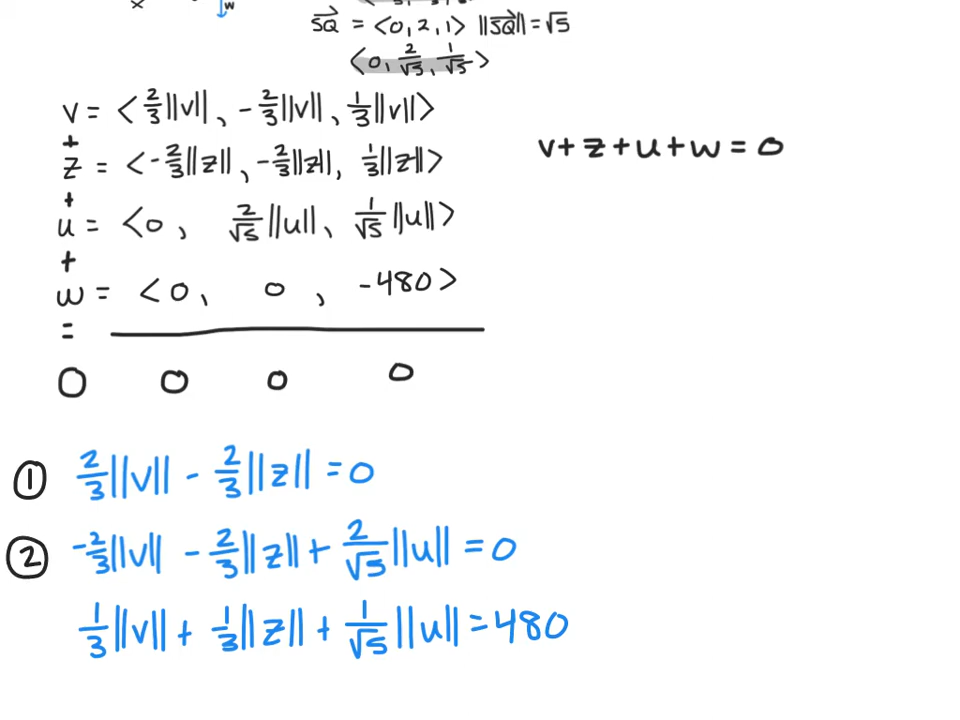 x w
SQ⃗ = <0, 2, 1> ||SQ⃗|| = √5
<0, 2/√5, 1/√5>
v = <2/3||v||, -2/3||v||, 1/3||v||>
+
z = <-2/3||z||, -2/3||z||, 1/3||z||>
+
u = <0, 2/√5||u||, 1/√5||u||>
+
w = <0, 0, -480>
=
0 0 0 0
v+z+u+w=0
① 2/3||v|| - 2/3||z|| = 0
② -2/3||v|| - 2/3||z|| + 2/√5||u|| = 0
1/3||v|| + 1/3||z|| + 1/√5||u|| = 480